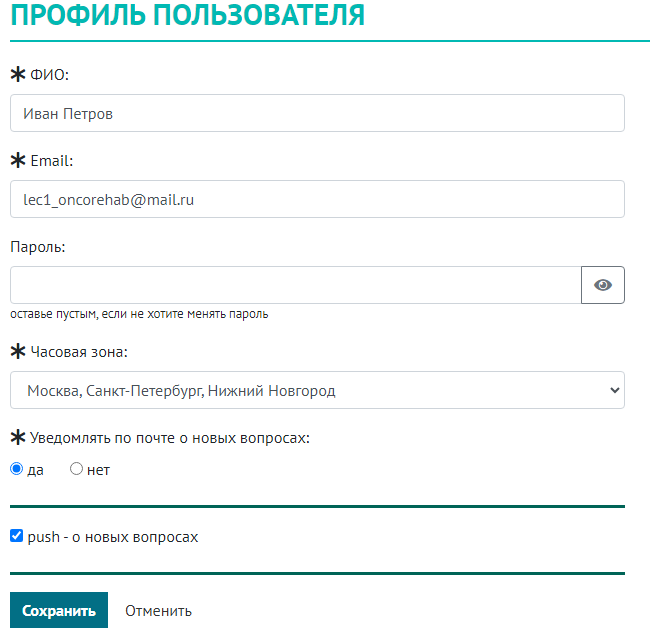 ПРОФИЛЬ ПОЛЬЗОВАТЕЛЯ
* ФИО:
Иван Петров
* Email:
lec1_oncorehab@mail.ru
Пароль:
оставье пустым, если не хотите менять пароль
* Часовая зона:
Москва, Санкт-Петербург, Нижний Новгород
* Уведомлять по почте о новых вопросах:
да нет
push - о новых вопросах
Сохранить Отменить